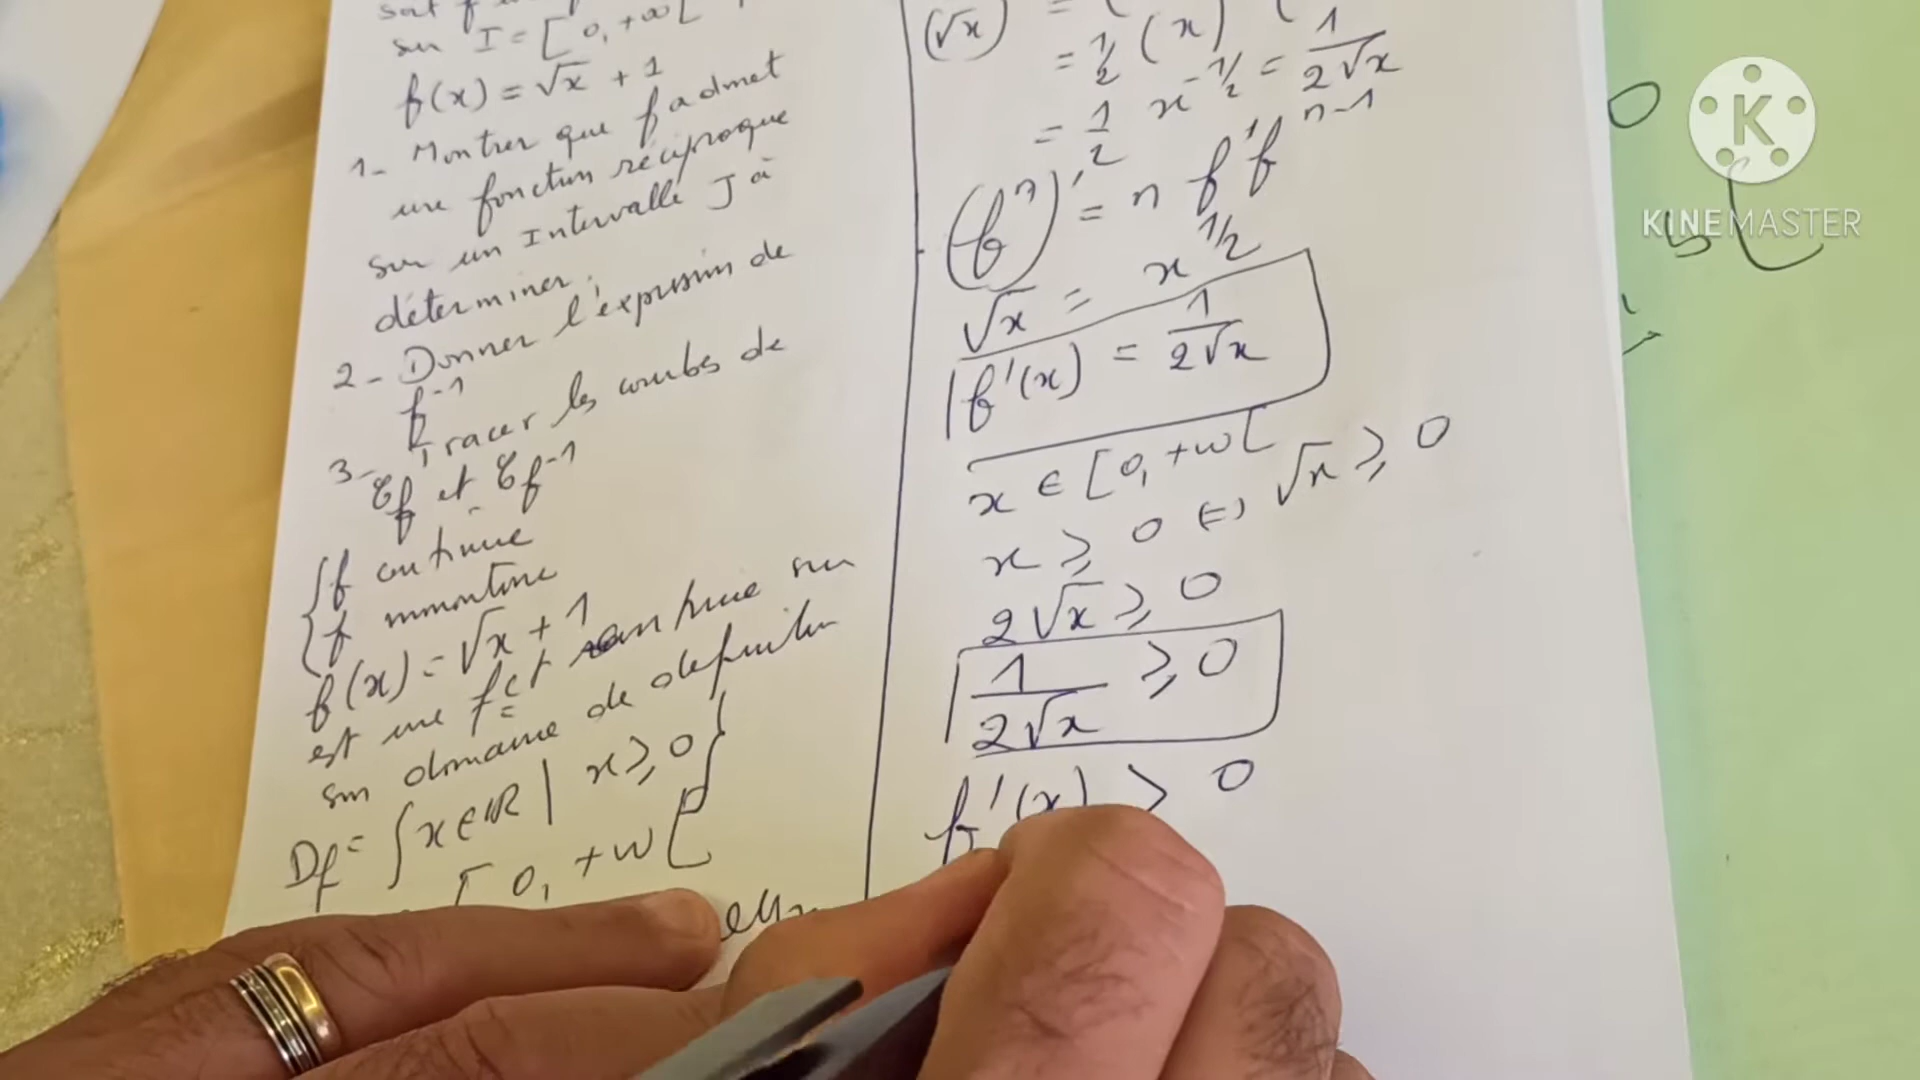 soit f
sur I = [0, +∞[
f(x) = √x + 1
1- Montrer que f admet
une fonction réciproque
sur un Intervalle J à
déterminer.
2- Donner l'expression de
f⁻¹
3- Tracer les courbes de
𝒞f et 𝒞f⁻¹
{f continue
f monotone
f(x) = √x + 1
est une fct continue sur
son domaine de definition
Df = {x ∈ ℝ | x ≥ 0}
[0, +∞[
(√x) = (
= 1/2 (x)
= 1/2 x^(-1/2) = 1/(2√x)
(fⁿ)' = n f' f^(n-1)
√x = x^(1/2)
f'(x) = 1/(2√x)
x ∈ [0, +∞[
x ≥ 0 ⇔ √x ≥ 0
2√x ≥ 0
1/(2√x) ≥ 0
f'(x) > 0
K
KINEMASTER